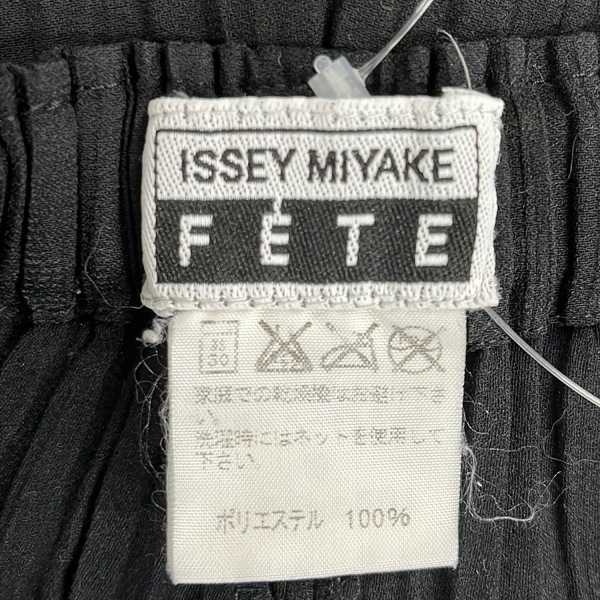 ISSEY MIYAKE
FÉTE
30
家庭での乾燥機はお避け下さ
い。
洗濯時にはネットを使用して
下さい。
ポリエステル 100%